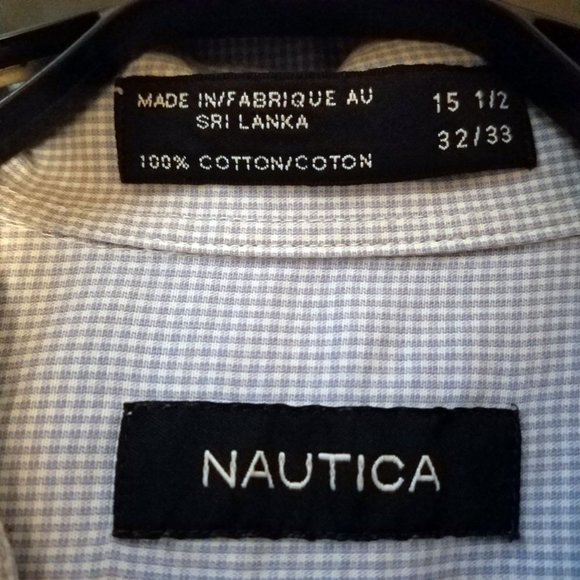 MADE IN/FABRIQUE AU 15 1/2
SRI LANKA 32/33
100% COTTON/COTON
NAUTICA